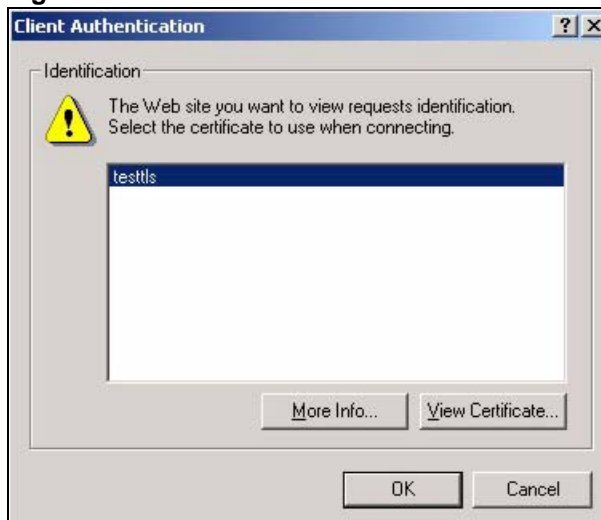 Client Authentication
Identification
The Web site you want to view requests identification.
Select the certificate to use when connecting.
testtls
More Info... View Certificate...
OK Cancel